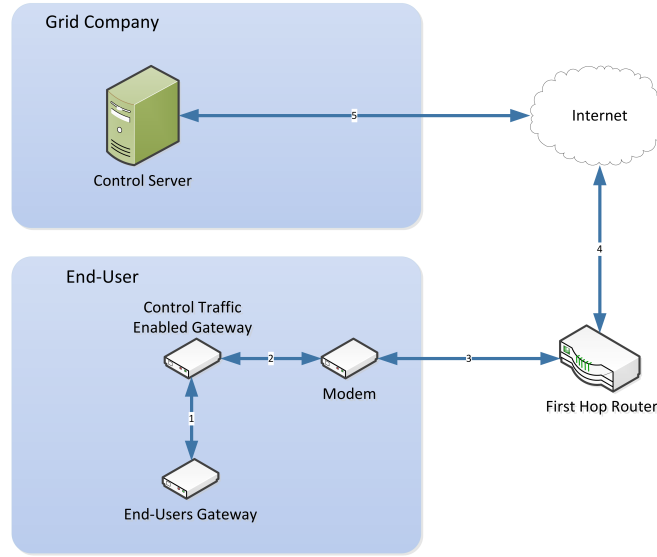 Grid Company
5
Internet
Control Server
4
End-User
Control Traffic
Enabled Gateway
2
3
Modem
First Hop Router
1
End-Users Gateway